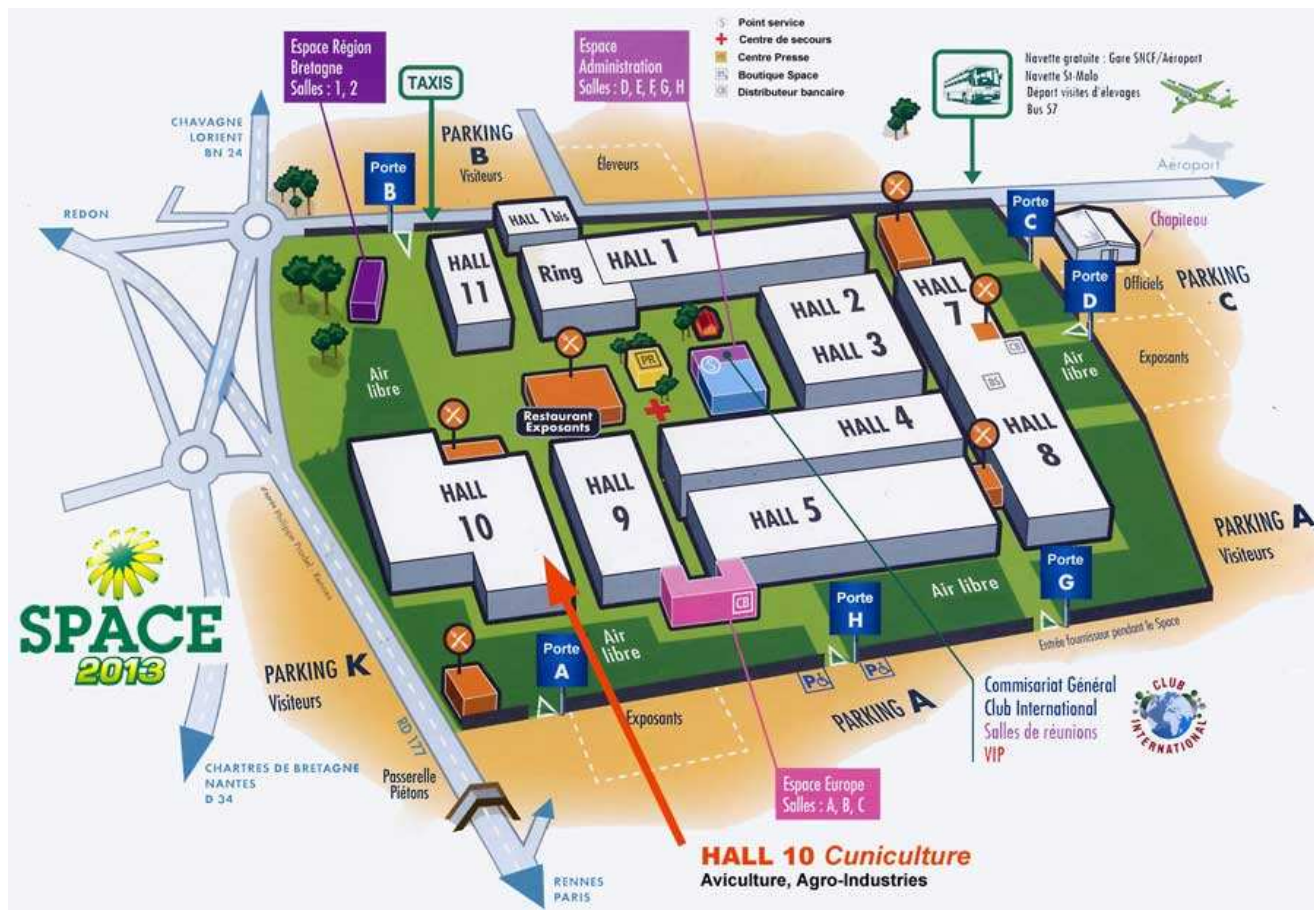 Point service
Centre de secours
Centre Presse
Boutique Space
Distributeur bancaire
Espace Région
Bretagne
Salles : 1, 2
TAXIS
Espace
Administration
Salles : D, E, F, G, H
Navette gratuite : Gare SNCF/Aéroport
Navette St-Malo
Départ visites d'élevages
Bus 57
CHAVAGNE
LORIENT
BN 24
PARKING
B
Visiteurs
Éleveurs
Aéroport
REDON
Porte
B
HALL 1 bis
Porte
C
Chapiteau
HALL
11
Ring
HALL 1
HALL 2
HALL 3
HALL
7
Officiels
PARKING
C
Porte
D
Exposants
Air
libre
Air
libre
PR
S
CB
BS
Restaurant
Exposants
HALL 4
HALL
8
HALL
10
HALL
9
HALL 5
PARKING A
Visiteurs
SPACE
2013
Porte
G
Air libre
Porte
H
Entrée fournisseur pendant le Space
CB
Air
libre
Porte
A
PARKING K
Visiteurs
Exposants
P
P
PARKING A
Commisariat Général
Club International
Salles de réunions
VIP
CLUB
INTERNATIONAL
RD 177
Passerelle
Piétons
CHARTRES DE BRETAGNE
NANTES
D 34
Espace Europe
Salles : A, B, C
HALL 10 Cuniculture
Aviculture, Agro-Industries
RENNES
PARIS